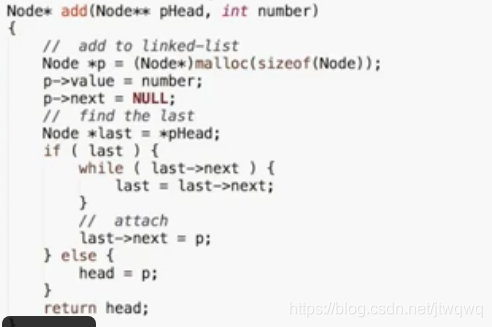 Node* add(Node** pHead, int number)
{
    //  add to linked-list
    Node *p = (Node*)malloc(sizeof(Node));
    p->value = number;
    p->next = NULL;
    //  find the last
    Node *last = *pHead;
    if ( last ) {
        while ( last->next ) {
            last = last->next;
        }
        //  attach
        last->next = p;
    } else {
        head = p;
    }
    return head;
https://blog.csdn.net/jtwqwq